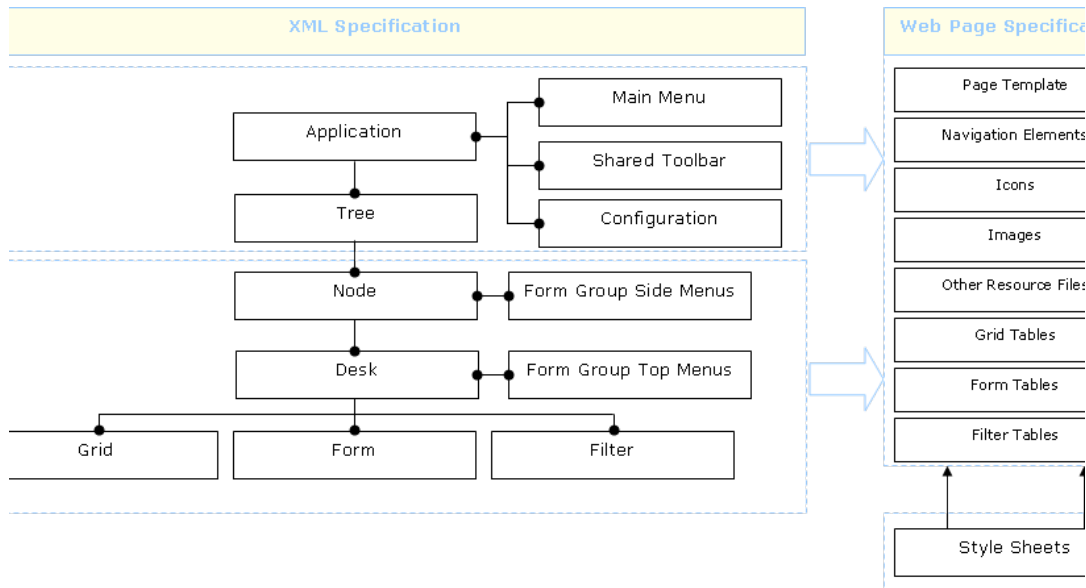 XML Specification
Web Page Specifica
Main Menu
Application
Shared Toolbar
Tree
Configuration
Node
Form Group Side Menus
Desk
Form Group Top Menus
Grid
Form
Filter
Page Template
Navigation Elements
Icons
Images
Other Resource Files
Grid Tables
Form Tables
Filter Tables
Style Sheets